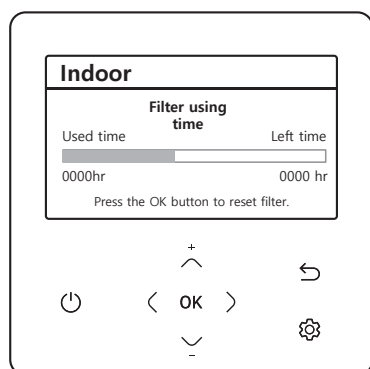 Indoor
Filter using
time
Used time Left time
0000hr 0000 hr
Press the OK button to reset filter.
+
OK
-